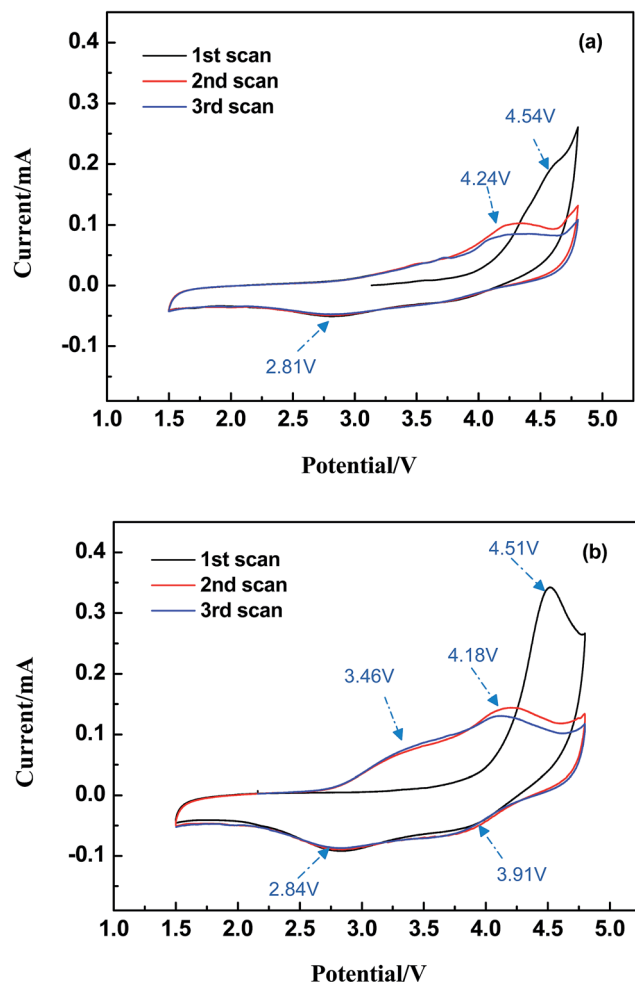 (a)
1st scan
2nd scan
3rd scan
4.54V
4.24V
2.81V
0.4
0.3
0.2
0.1
0.0
-0.1
Current/mA
1.0 1.5 2.0 2.5 3.0 3.5 4.0 4.5 5.0
Potential/V
(b)
1st scan
2nd scan
3rd scan
4.51V
4.18V
3.46V
2.84V
3.91V
0.4
0.3
0.2
0.1
0.0
-0.1
Current/mA
1.0 1.5 2.0 2.5 3.0 3.5 4.0 4.5 5.0
Potential/V